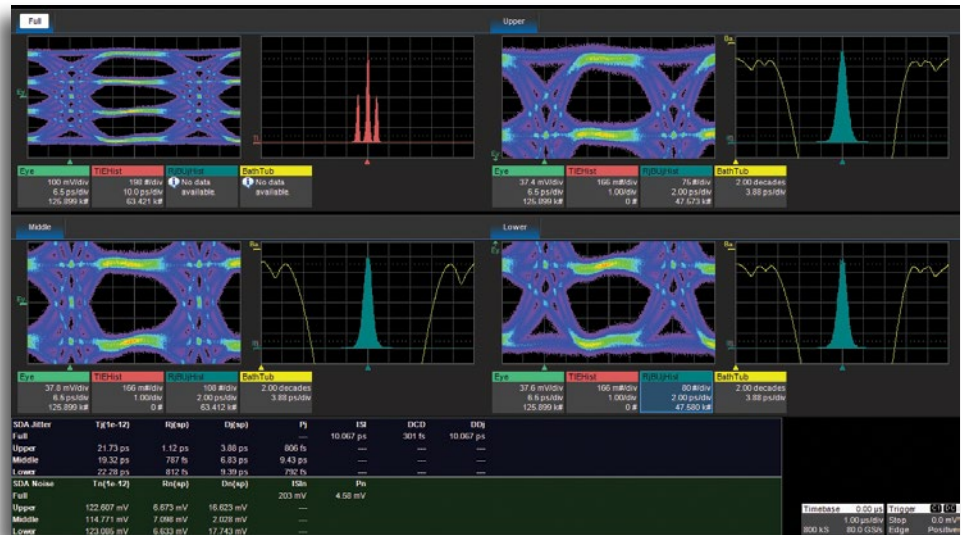 Full
Upper
Eye
TIEHist
RjBUjHist
BathTub
100 mV/div
198 #/div
No data available.
No data available.
6.5 ps/div
10.0 ps/div
125.899 k#
63.421 k#
Eye
TIEHist
RjBUjHist
BathTub
37.4 mV/div
166 m#/div
75 #/div
2.00 decades
6.5 ps/div
1.00/div
2.00 ps/div
3.88 ps/div
125.899 k#
0 #
47.573 k#
Middle
Lower
Eye
TIEHist
RjBUjHist
BathTub
37.8 mV/div
166 m#/div
108 #/div
2.00 decades
6.5 ps/div
1.00/div
2.00 ps/div
3.88 ps/div
125.899 k#
0 #
63.412 k#
Eye
TIEHist
RjBUjHist
BathTub
37.6 mV/div
166 m#/div
80 #/div
2.00 decades
6.5 ps/div
1.00/div
2.00 ps/div
3.88 ps/div
125.899 k#
0 #
47.580 k#
SDA Jitter Tj(1e-12) Rj(sp) Dj(sp) Pj ISI DCD DDj
Full --- 10.067 ps 301 fs 10.067 ps
Upper 21.73 ps 1.12 ps 3.88 ps 806 fs --- --- ---
Middle 19.32 ps 787 fs 6.83 ps 9.43 ps --- --- ---
Lower 22.28 ps 812 fs 9.39 ps 792 fs --- --- ---
SDA Noise Tn(1e-12) Rn(sp) Dn(sp) ISIn Pn
Full 203 mV 4.58 mV
Upper 122.607 mV 6.673 mV 16.623 mV ---
Middle 114.771 mV 7.098 mV 2.028 mV ---
Lower 123.005 mV 6.633 mV 17.743 mV ---
Timebase 0.00 µs Trigger C1 DC
1.00 µs/div Stop 0.0 mV
800 kS 80.0 GS/s Edge Positive